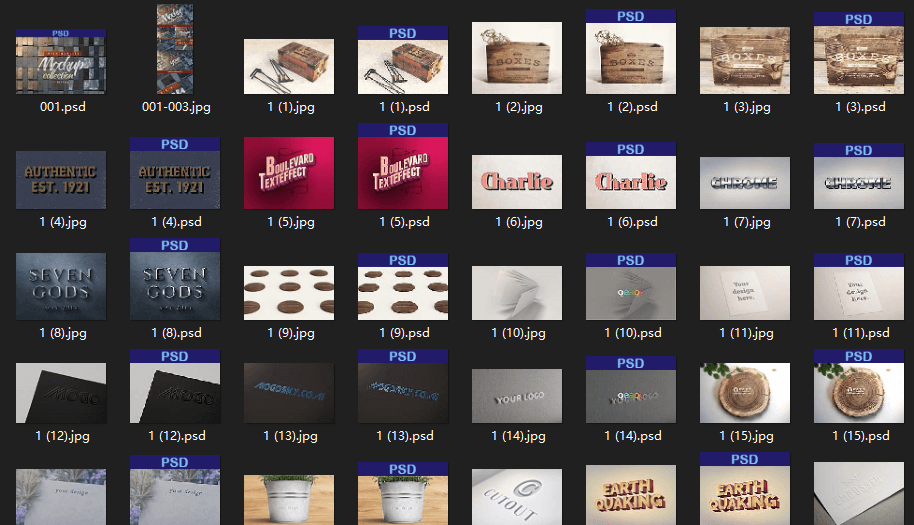 PSD
PSD
PSD
PSD
Mockup
collection
BOXES
BOXES
BOXES
BOXES
001.psd
001-003.jpg
1 (1).jpg
1 (1).psd
1 (2).jpg
1 (2).psd
1 (3).jpg
1 (3).psd
PSD
PSD
PSD
PSD
AUTHENTIC
EST. 1921
AUTHENTIC
EST. 1921
BOULEVARD
TEXTEFFECT
BOULEVARD
TEXTEFFECT
Charlie
Charlie
CHROME
CHROME
1 (4).jpg
1 (4).psd
1 (5).jpg
1 (5).psd
1 (6).jpg
1 (6).psd
1 (7).jpg
1 (7).psd
PSD
PSD
PSD
PSD
SEVEN
GODS
SEVEN
GODS
Your
design
here.
Your
design
here.
1 (8).jpg
1 (8).psd
1 (9).jpg
1 (9).psd
1 (10).jpg
1 (10).psd
1 (11).jpg
1 (11).psd
PSD
PSD
PSD
PSD
MOGO
MOGO
YOUR LOGO
1 (12).jpg
1 (12).psd
1 (13).jpg
1 (13).psd
1 (14).jpg
1 (14).psd
1 (15).jpg
1 (15).psd
PSD
PSD
PSD
your design
your design
CUTOUT
EARTH
QUAKING
EARTH
QUAKING